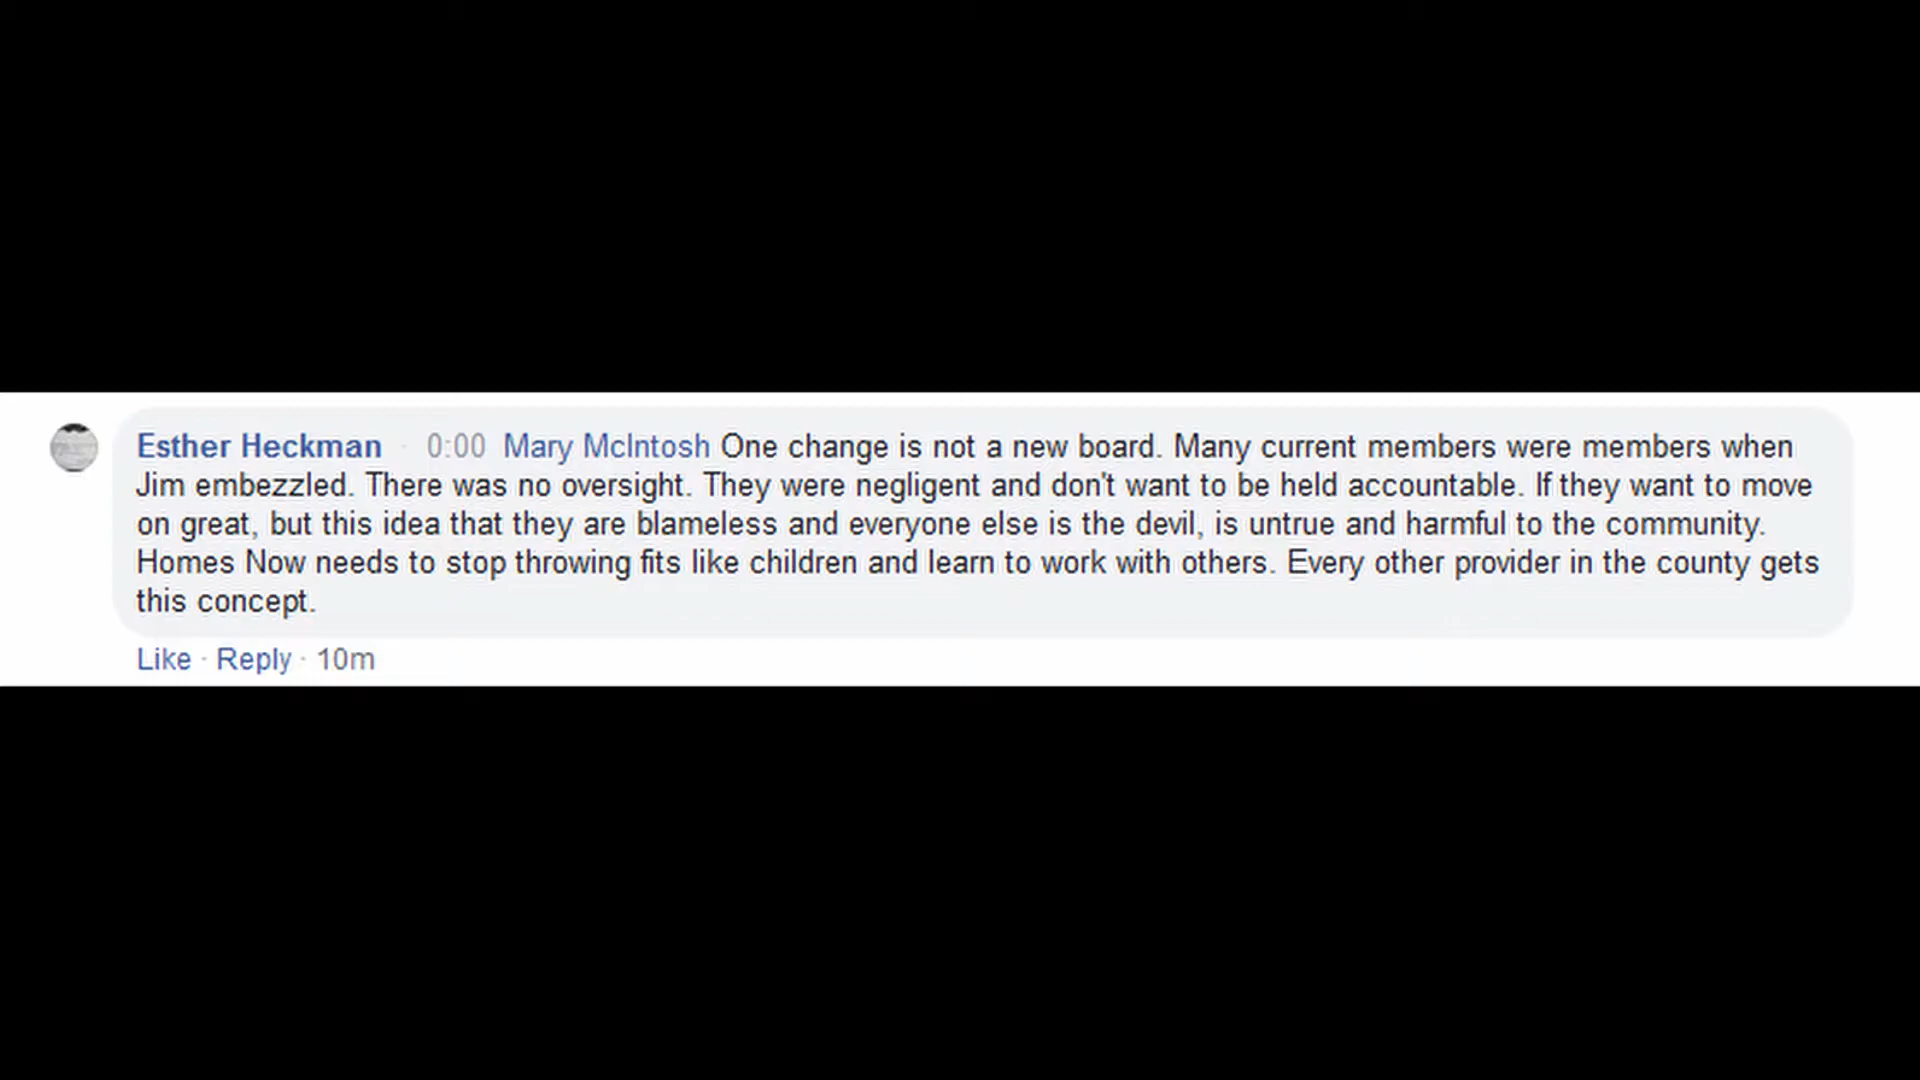 Esther Heckman · 0:00 Mary McIntosh One change is not a new board. Many current members were members when
Jim embezzled. There was no oversight. They were negligent and don't want to be held accountable. If they want to move
on great, but this idea that they are blameless and everyone else is the devil, is untrue and harmful to the community.
Homes Now needs to stop throwing fits like children and learn to work with others. Every other provider in the county gets
this concept.
Like · Reply · 10m